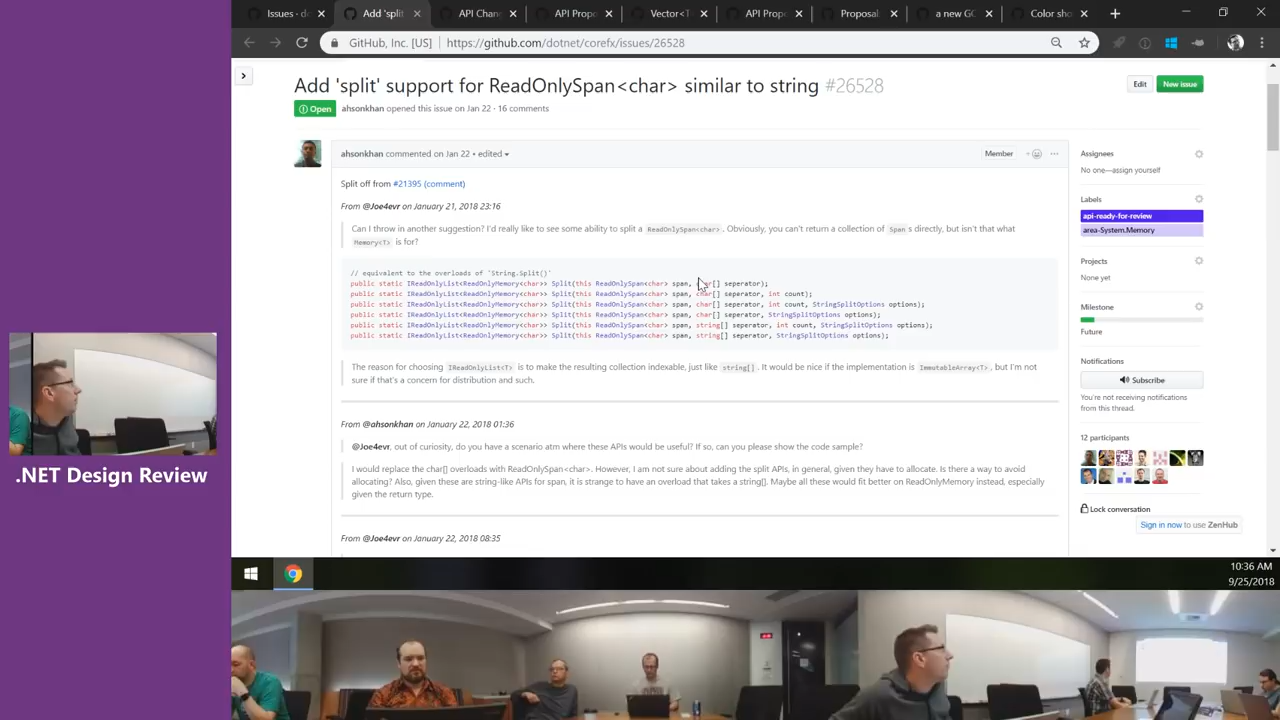 Issues - do
Add 'split'
API Chang
API Propo
Vector<T
API Propo
Proposal:
a new GC
Color sho
GitHub, Inc. [US]
https://github.com/dotnet/corefx/issues/26528
Add 'split' support for ReadOnlySpan<char> similar to string #26528
Edit
New issue
Open
ahsonkhan opened this issue on Jan 22 · 16 comments
ahsonkhan commented on Jan 22 • edited
Member
Split off from #21395 (comment)
From @Joe4evr on January 21, 2018 23:16
Can I throw in another suggestion? I'd really like to see some ability to split a ReadOnlySpan<char>. Obviously, you can't return a collection of Span s directly, but isn't that what
Memory<T> is for?
// equivalent to the overloads of 'String.Split()'
public static IReadOnlyList<ReadOnlyMemory<char>> Split(this ReadOnlySpan<char> span, char[] seperator);
public static IReadOnlyList<ReadOnlyMemory<char>> Split(this ReadOnlySpan<char> span, char[] seperator, int count);
public static IReadOnlyList<ReadOnlyMemory<char>> Split(this ReadOnlySpan<char> span, char[] seperator, int count, StringSplitOptions options);
public static IReadOnlyList<ReadOnlyMemory<char>> Split(this ReadOnlySpan<char> span, char[] seperator, StringSplitOptions options);
public static IReadOnlyList<ReadOnlyMemory<char>> Split(this ReadOnlySpan<char> span, string[] seperator, int count, StringSplitOptions options);
public static IReadOnlyList<ReadOnlyMemory<char>> Split(this ReadOnlySpan<char> span, string[] seperator, StringSplitOptions options);
The reason for choosing IReadOnlyList<T> is to make the resulting collection indexable, just like string[]. It would be nice if the implementation is ImmutableArray<T>, but I'm not
sure if that's a concern for distribution and such.
From @ahsonkhan on January 22, 2018 01:36
@Joe4evr, out of curiosity, do you have a scenario atm where these APIs would be useful? If so, can you please show the code sample?
I would replace the char[] overloads with ReadOnlySpan<char>. However, I am not sure about adding the split APIs, in general, given they have to allocate. Is there a way to avoid
allocating? Also, given these are string-like APIs for span, it is strange to have an overload that takes a string[]. Maybe all these would fit better on ReadOnlyMemory instead, especially
given the return type.
From @Joe4evr on January 22, 2018 08:35
Assignees
No one—assign yourself
Labels
api-ready-for-review
area-System.Memory
Projects
None yet
Milestone
Future
Notifications
Subscribe
You're not receiving notifications
from this thread.
12 participants
Lock conversation
Sign in now to use ZenHub
.NET Design Review
10:36 AM
9/25/2018